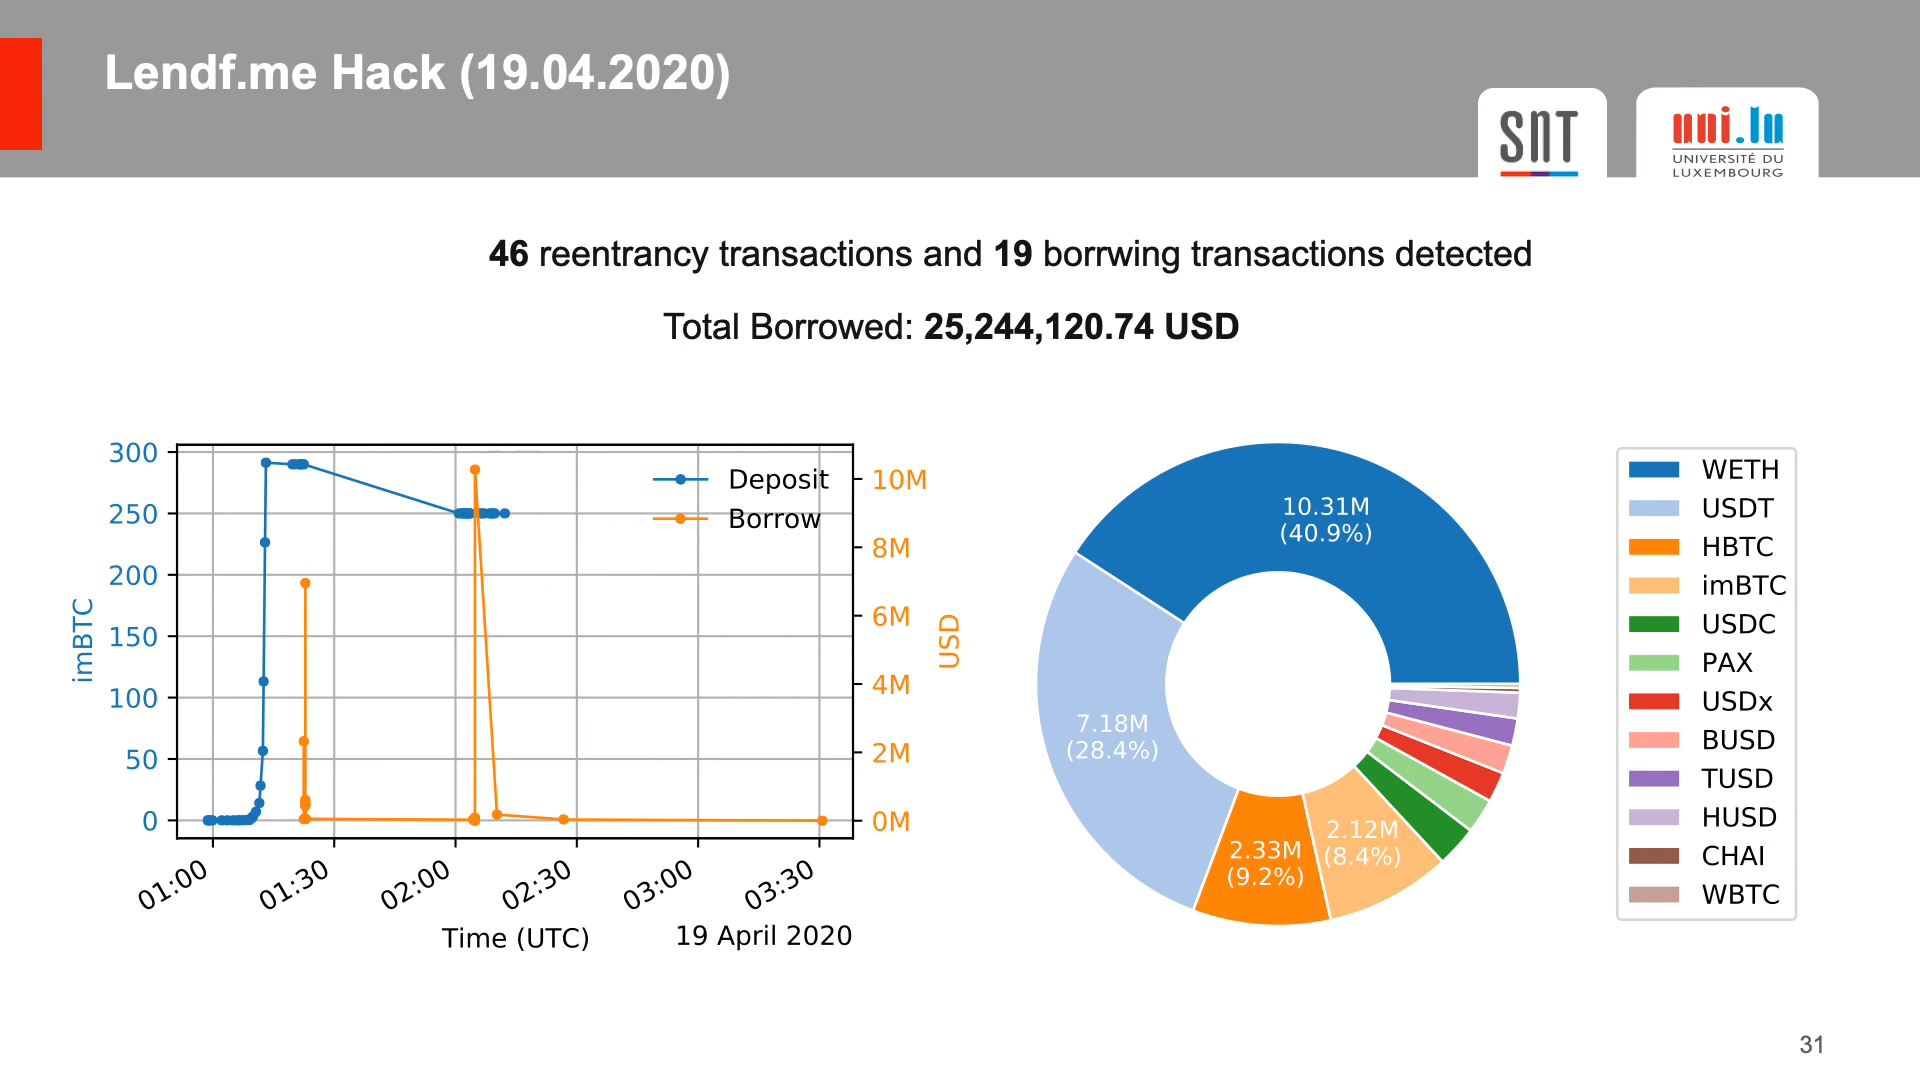 Lendf.me Hack (19.04.2020)
SNT
uni.lu
UNIVERSITÉ DU
LUXEMBOURG
46 reentrancy transactions and 19 borrwing transactions detected
Total Borrowed: 25,244,120.74 USD
300
250
200
150
100
50
0
imBTC
Deposit
Borrow
10M
8M
6M
4M
2M
0M
USD
01:00
01:30
02:00
02:30
03:00
03:30
Time (UTC)
19 April 2020
10.31M
(40.9%)
7.18M
(28.4%)
2.33M
(9.2%)
2.12M
(8.4%)
WETH
USDT
HBTC
imBTC
USDC
PAX
USDx
BUSD
TUSD
HUSD
CHAI
WBTC
31